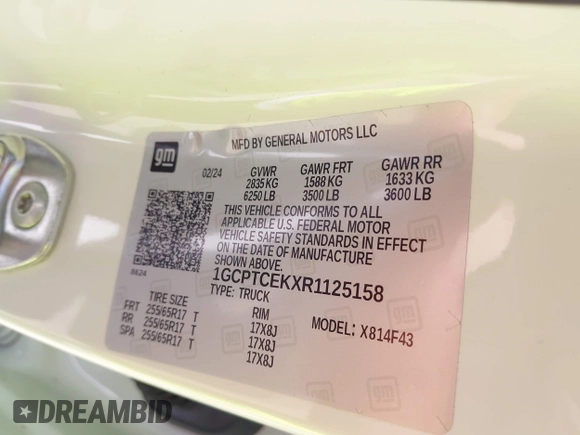 gm
MFD BY GENERAL MOTORS LLC
02/24 GVWR GAWR FRT GAWR RR
2835 KG 1588 KG 1633 KG
6250 LB 3500 LB 3600 LB
THIS VEHICLE CONFORMS TO ALL
APPLICABLE U.S. FEDERAL MOTOR
VEHICLE SAFETY STANDARDS IN EFFECT
ON THE DATE OF MANUFACTURE
SHOWN ABOVE.
8624
1GCPTCEKXR1125158
TYPE: TRUCK
TIRE SIZE RIM MODEL: X814F43
FRT 255/65R17 T 17X8J
RR 255/65R17 T 17X8J
SPA 255/65R17 T 17X8J
DREAMBID